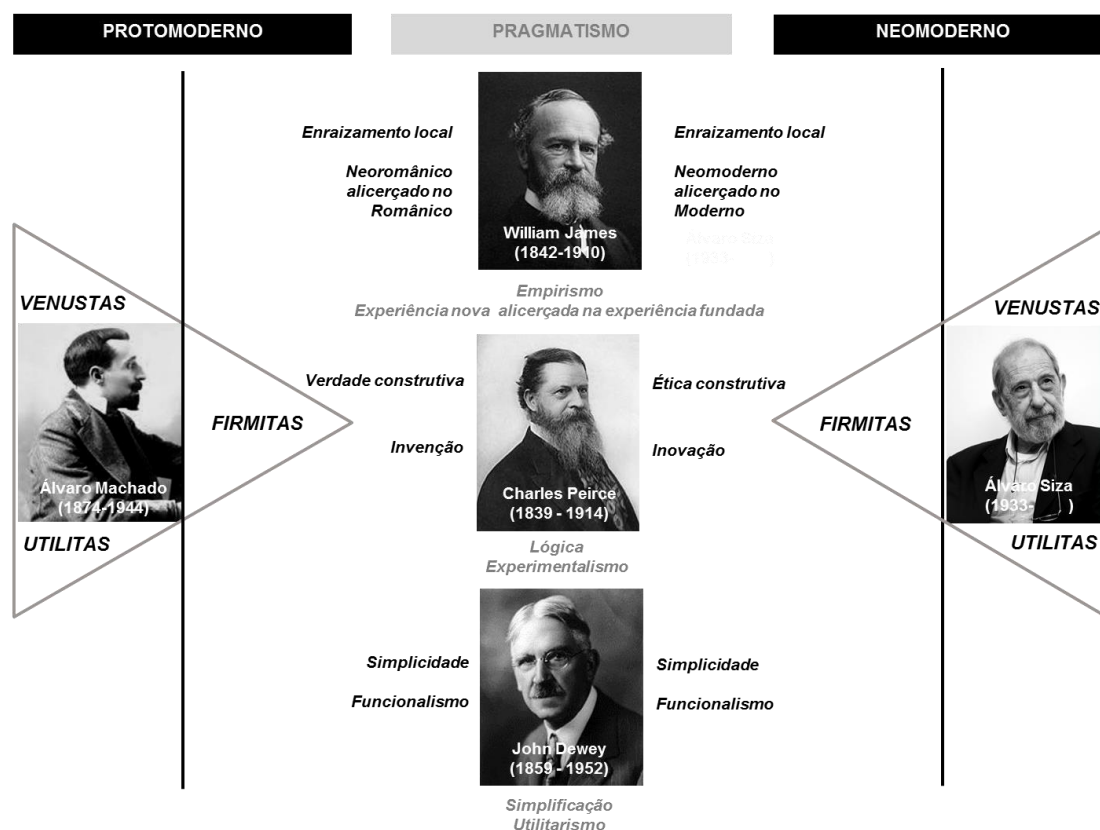 PROTOMODERNO
PRAGMATISMO
NEOMODERNO
Enraizamento local
Neoromânico
alicerçado no
Românico
William James
(1842-1910)
Enraizamento local
Neomoderno
alicerçado no
Moderno
Álvaro Siza
(1933- )
Empirismo
Experiência nova alicerçada na experiência fundada
VENUSTAS
FIRMITAS
Álvaro Machado
(1874-1944)
UTILITAS
Verdade construtiva
Invenção
Charles Peirce
(1839 - 1914)
Ética construtiva
Inovação
Lógica
Experimentalismo
VENUSTAS
FIRMITAS
Álvaro Siza
(1933- )
UTILITAS
Simplicidade
Funcionalismo
John Dewey
(1859 - 1952)
Simplicidade
Funcionalismo
Simplificação
Utilitarismo